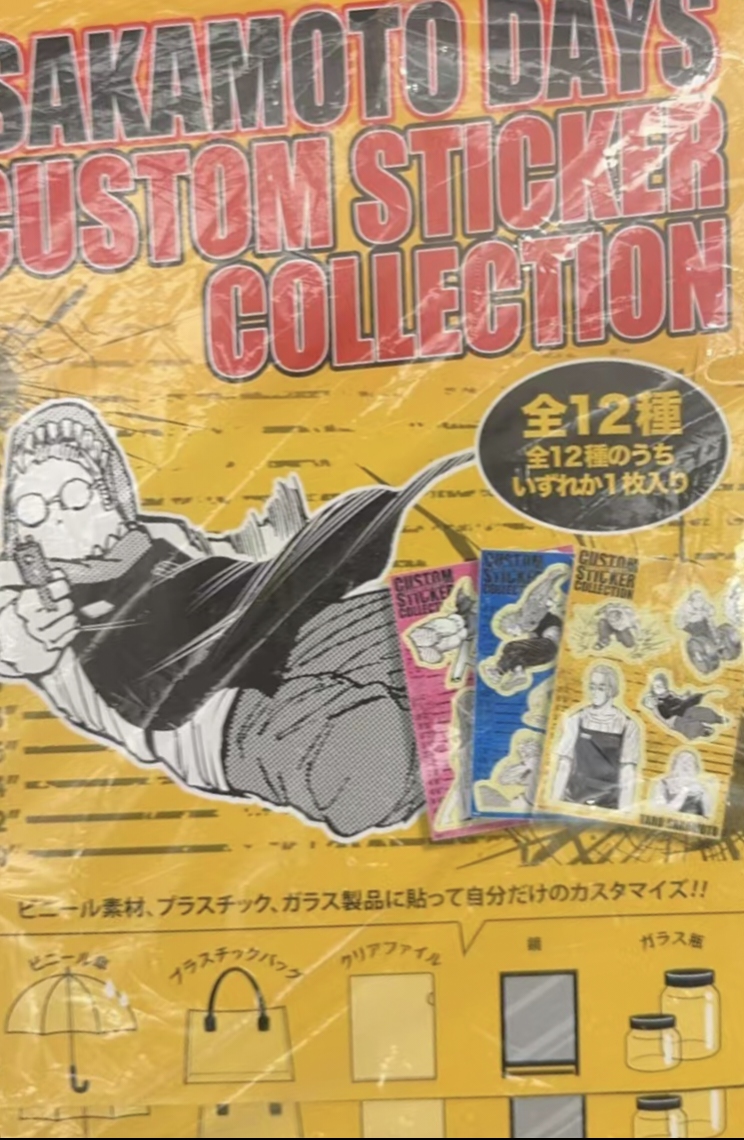 SAKAMOTO DAYS
CUSTOM STICKER
COLLECTION
全12種
全12種のうち
いずれか1枚入り
CUSTOM
STICKER
COLLECT
CUSTOM
STICKER
CUSTOM
STICKER
COLLECTION
TARO SAKAMOTO
ビニール素材、プラスチック、ガラス製品に貼って自分だけのカスタマイズ!!
ビニール傘
プラスチックバック
クリアファイル
鏡
ガラス瓶